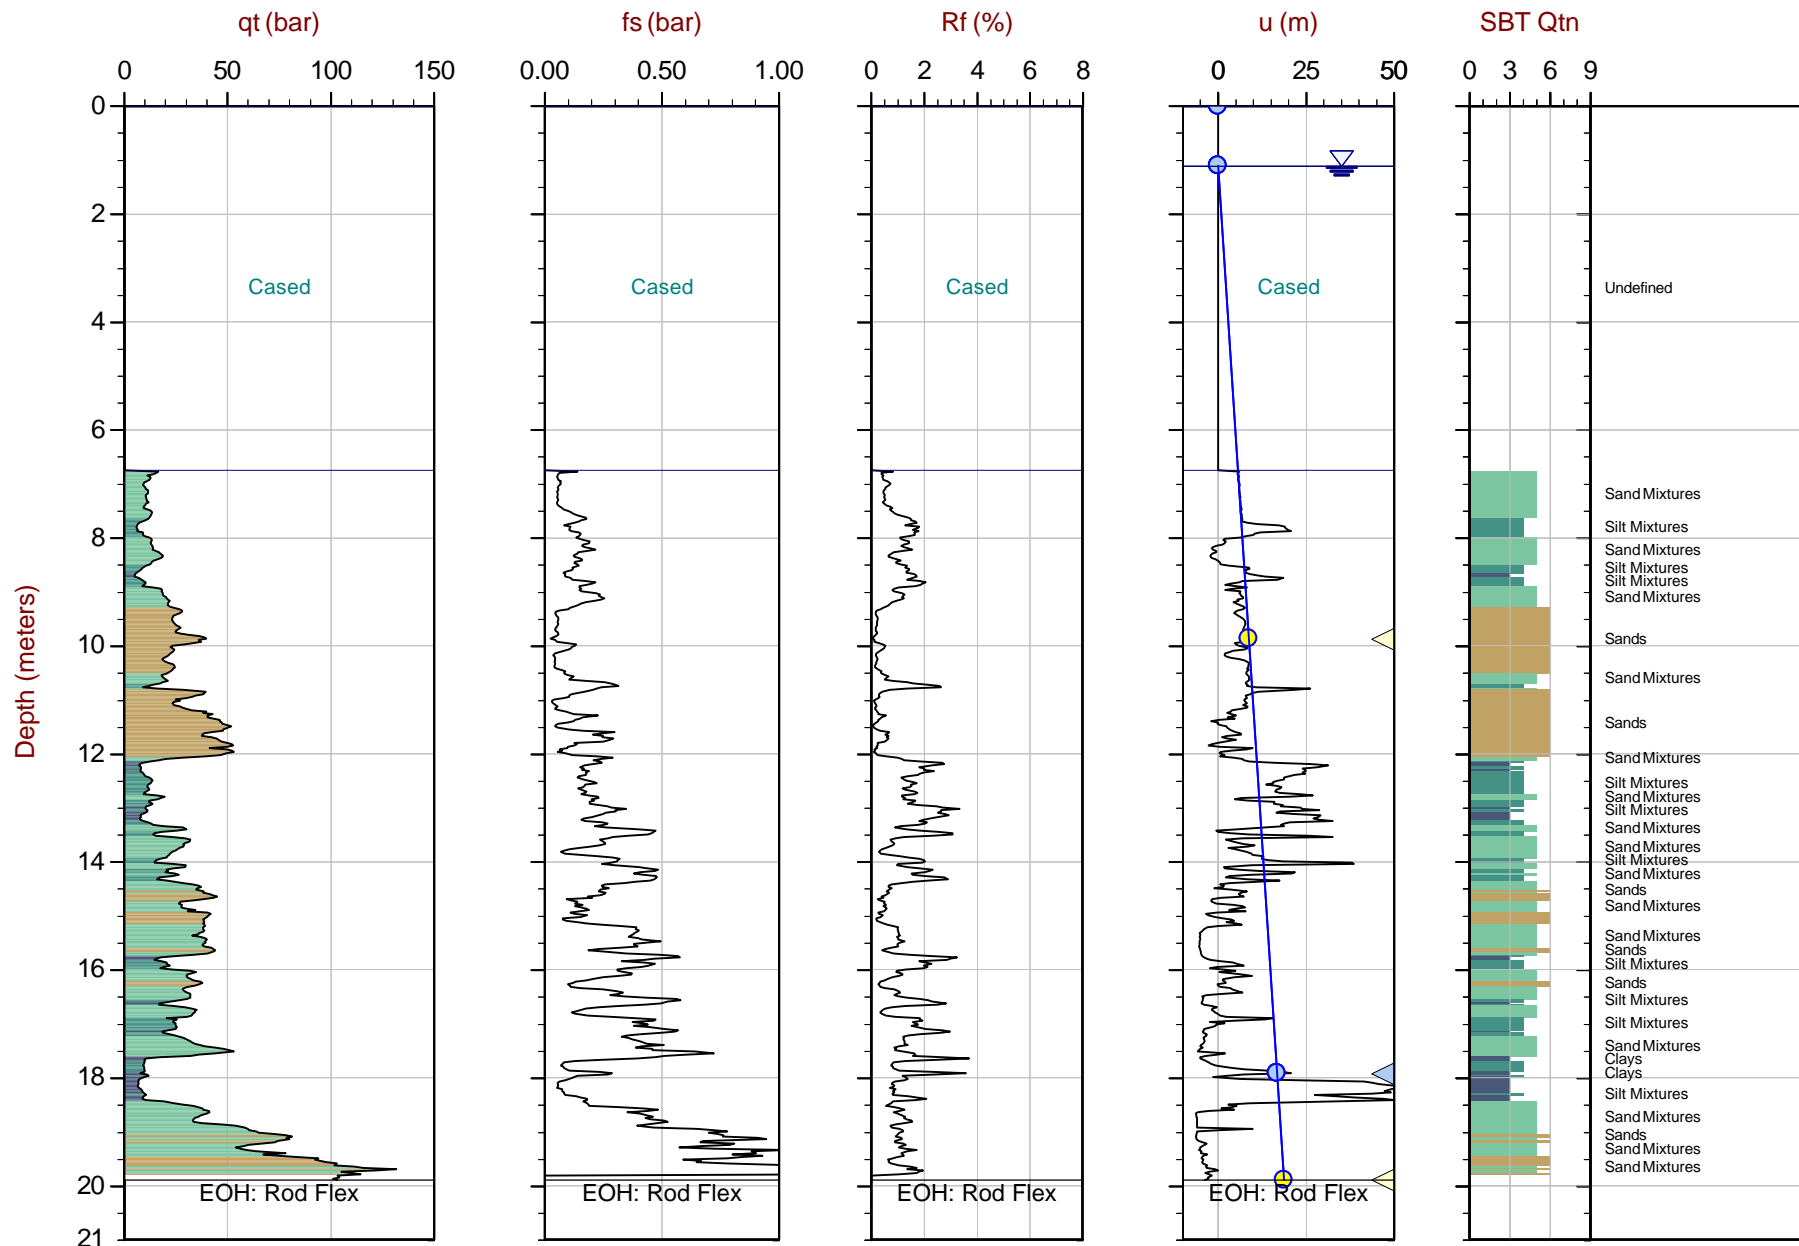 qt (bar) fs (bar) Rf (%) u (m) SBT Qtn
0 50 100 150 0.00 0.50 1.00 0 2 4 6 8 0 25 50 0 3 6 9
0
2
Cased Cased Cased Cased Undefined
4
6
Sand Mixtures
Silt Mixtures
8
Sand Mixtures
Silt Mixtures
Silt Mixtures
Sand Mixtures
Depth (meters)
Sands
10
Sand Mixtures
Sands
12
Sand Mixtures
Silt Mixtures
Sand Mixtures
Silt Mixtures
Sand Mixtures
Sand Mixtures
14
Silt Mixtures
Sand Mixtures
Sands
Sand Mixtures
Sand Mixtures
Sands
Silt Mixtures
16
Sands
Silt Mixtures
Silt Mixtures
Sand Mixtures
Clays
Clays
18
Silt Mixtures
Sand Mixtures
Sands
Sand Mixtures
Sand Mixtures
20
EOH: Rod Flex EOH: Rod Flex EOH: Rod Flex EOH: Rod Flex
21